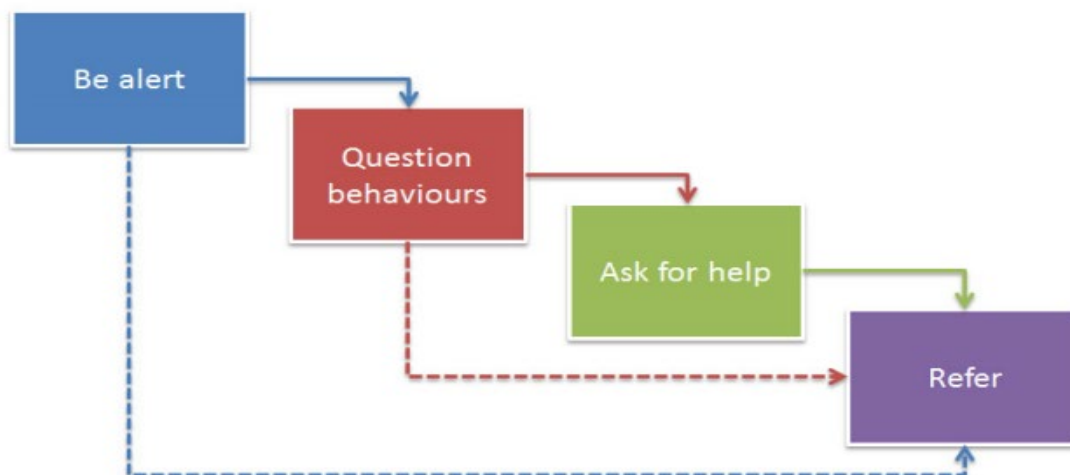 Be alert
Question
behaviours
Ask for help
Refer